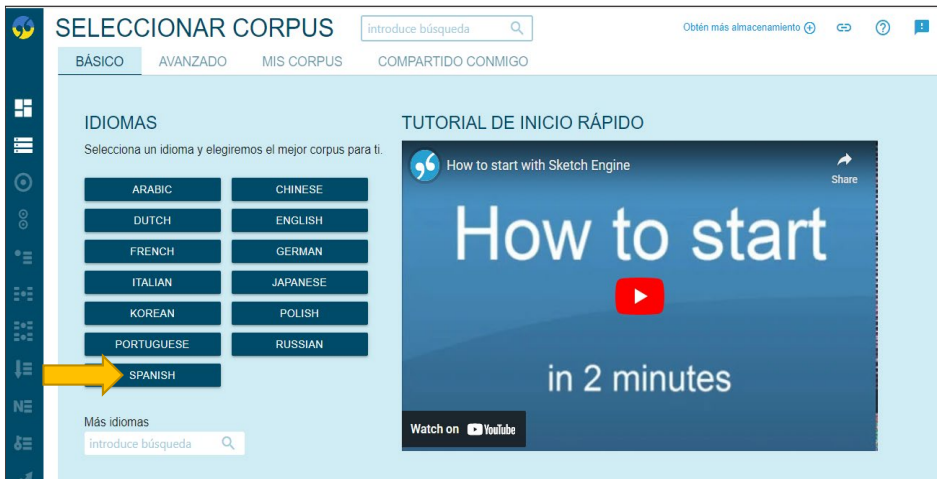 SELECCIONAR CORPUS
introduce búsqueda
Obtén más almacenamiento
BÁSICO AVANZADO MIS CORPUS COMPARTIDO CONMIGO
IDIOMAS
Selecciona un idioma y elegiremos el mejor corpus para ti.
ARABIC CHINESE
DUTCH ENGLISH
FRENCH GERMAN
ITALIAN JAPANESE
KOREAN POLISH
PORTUGUESE RUSSIAN
SPANISH
Más idiomas
introduce búsqueda
TUTORIAL DE INICIO RÁPIDO
How to start with Sketch Engine
Share
How to start
in 2 minutes
Watch on YouTube
N